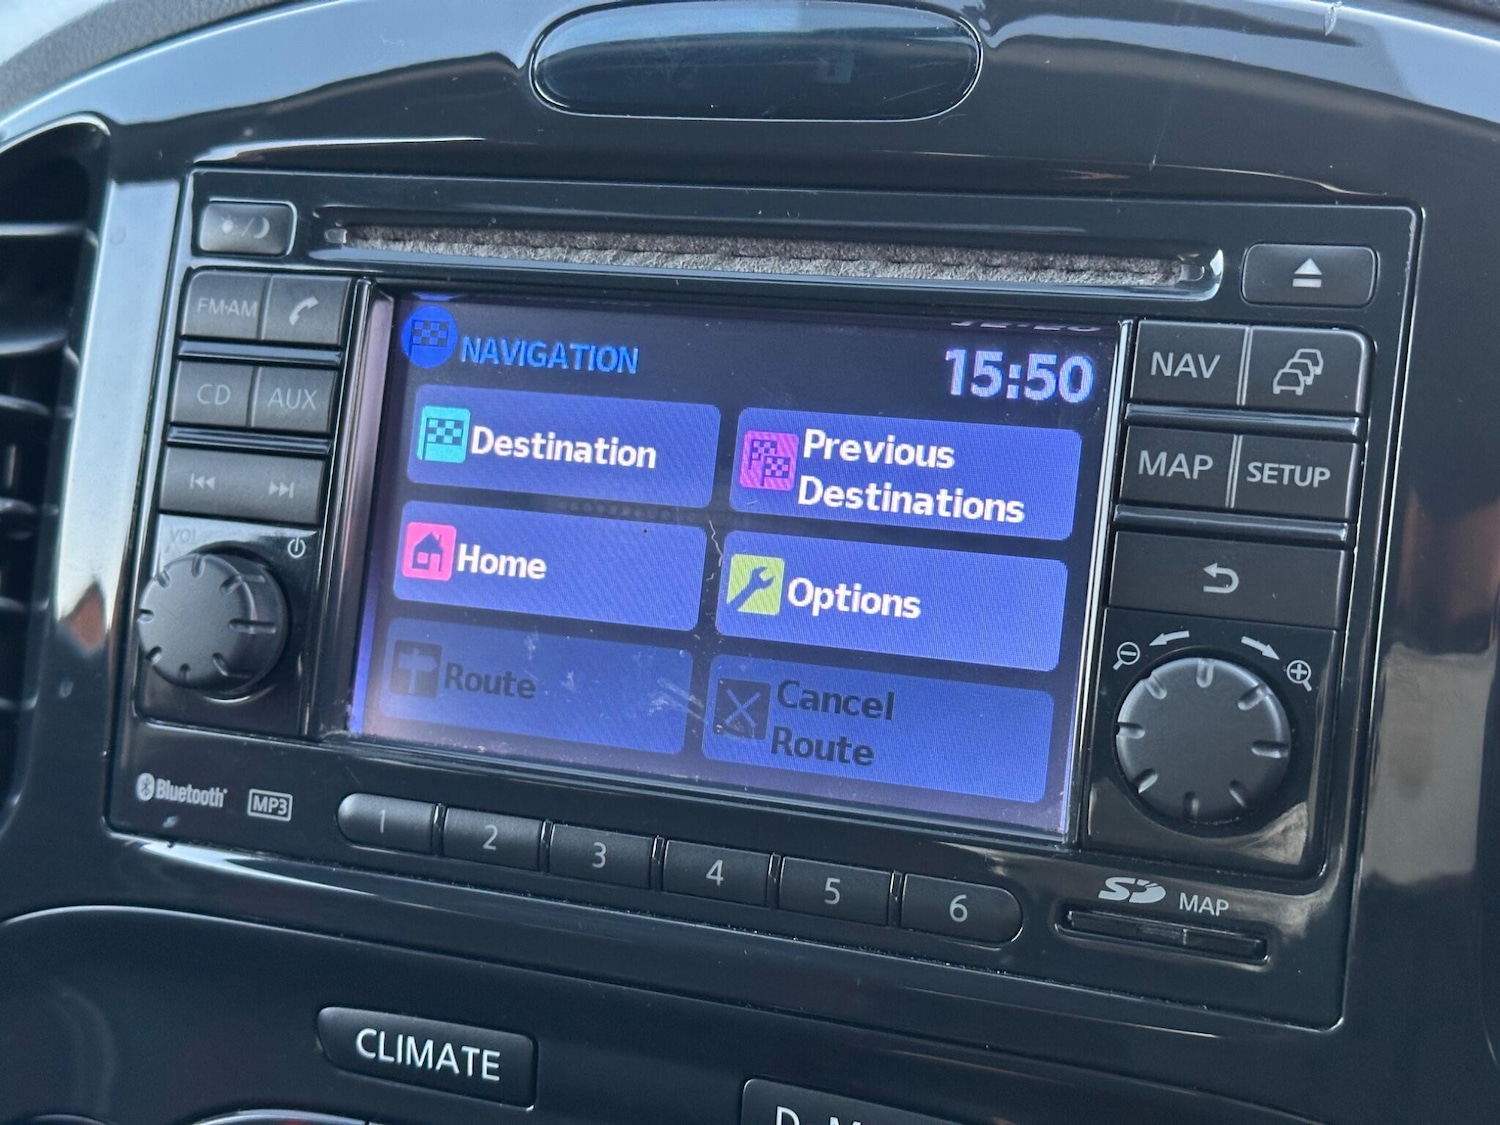 FM·AM
CD
AUX
VOL
NAVIGATION
15:50
Destination
Previous
Destinations
Home
Options
Route
Cancel
Route
NAV
MAP
SETUP
Bluetooth
MP3
1
2
3
4
5
6
SD MAP
CLIMATE